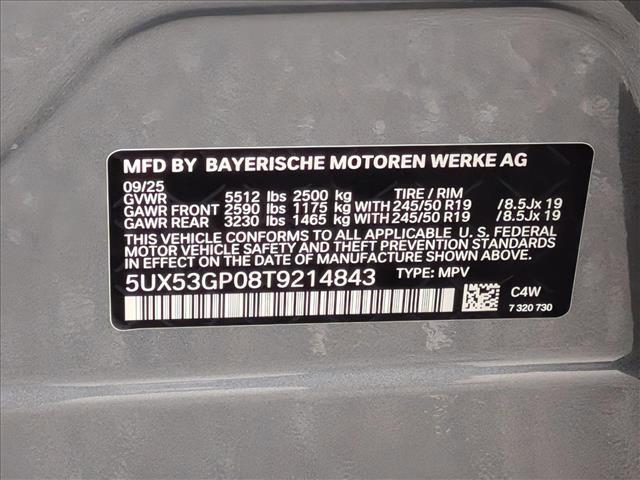 MFD BY BAYERISCHE MOTOREN WERKE AG
09/25
GVWR 5512 lbs 2500 kg TIRE / RIM
GAWR FRONT 2590 lbs 1175 kg WITH 245/50 R19 /8.5Jx 19
GAWR REAR 3230 lbs 1465 kg WITH 245/50 R19 /8.5Jx 19
THIS VEHICLE CONFORMS TO ALL APPLICABLE U. S. FEDERAL
MOTOR VEHICLE SAFETY AND THEFT PREVENTION STANDARDS
IN EFFECT ON THE DATE OF MANUFACTURE SHOWN ABOVE.
5UX53GP08T9214843 TYPE: MPV
C4W
7 320 730